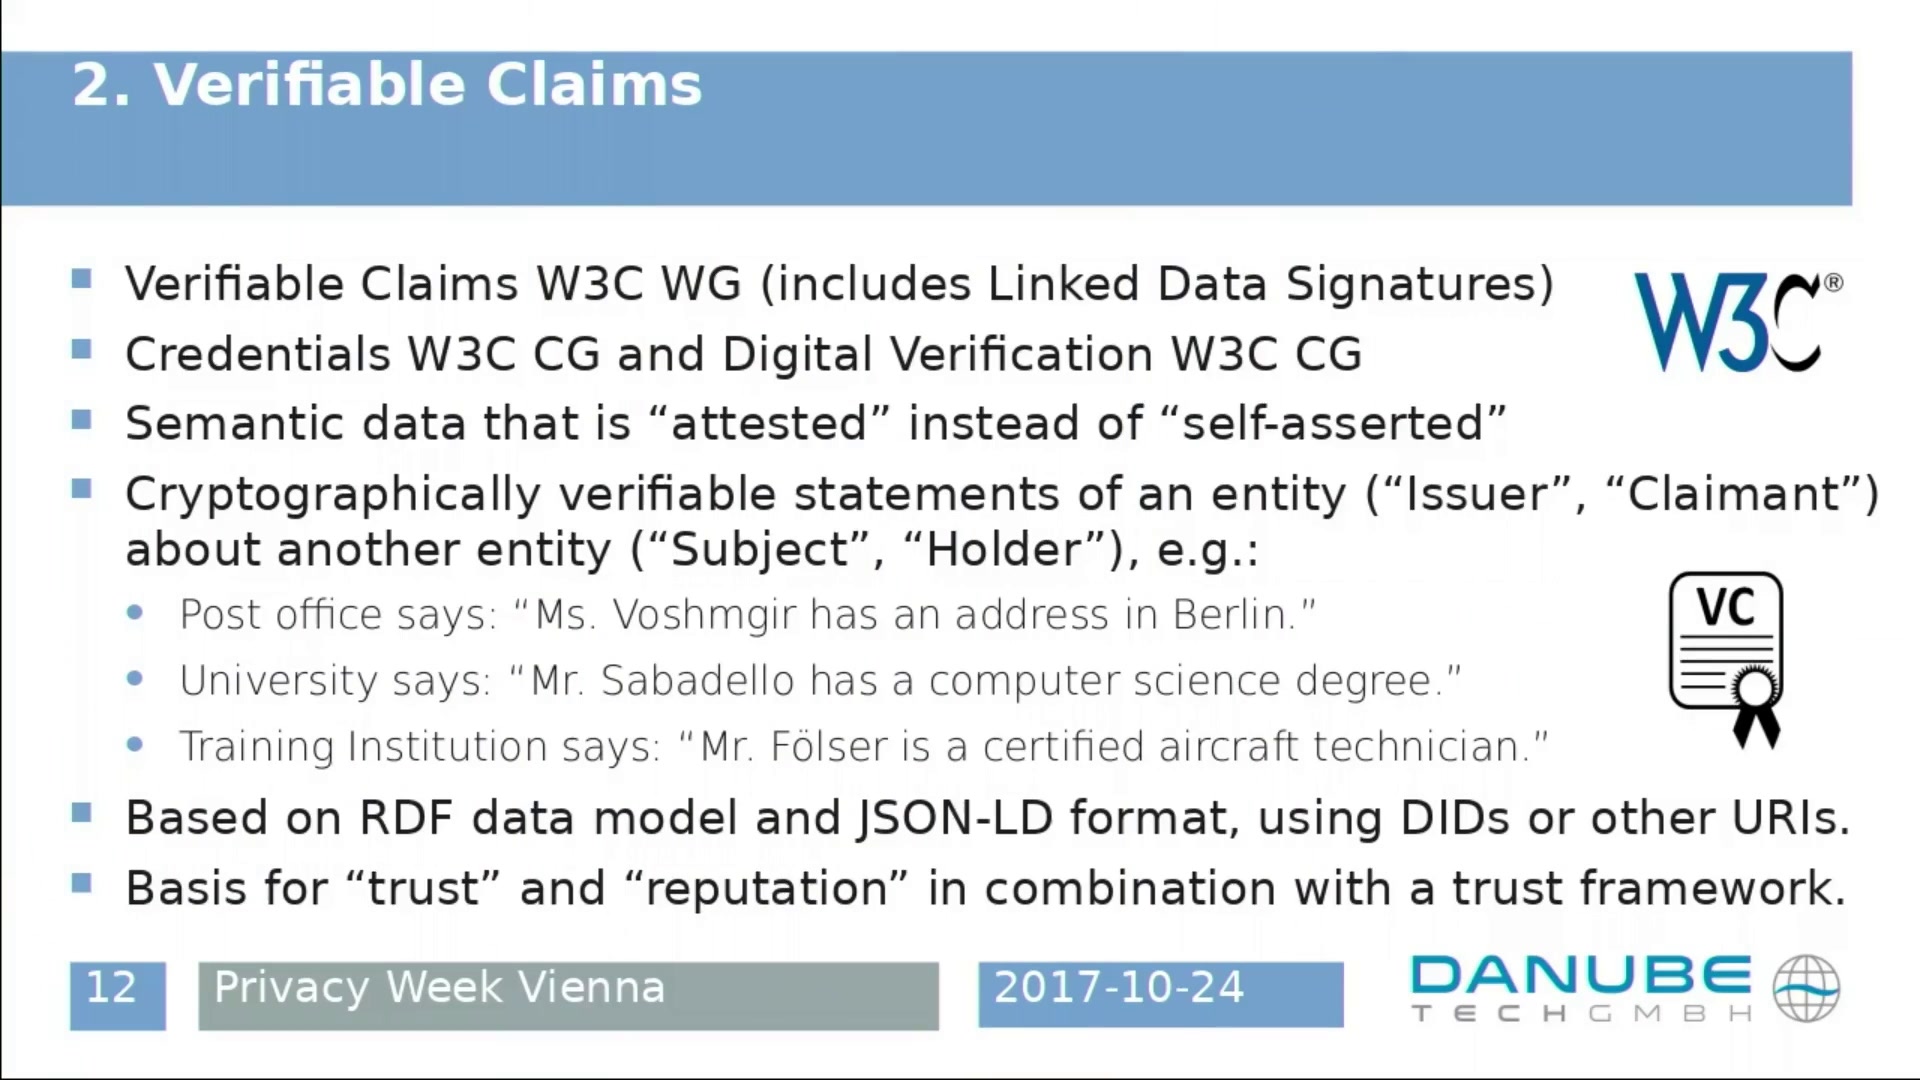 2. Verifiable Claims
Verifiable Claims W3C WG (includes Linked Data Signatures)
W3C®
Credentials W3C CG and Digital Verification W3C CG
Semantic data that is “attested” instead of “self-asserted”
Cryptographically verifiable statements of an entity (“Issuer”, “Claimant”)
about another entity (“Subject”, “Holder”), e.g.:
Post office says: “Ms. Voshmgir has an address in Berlin.”
VC
University says: “Mr. Sabadello has a computer science degree.”
Training Institution says: “Mr. Fölser is a certified aircraft technician.”
Based on RDF data model and JSON-LD format, using DIDs or other URIs.
Basis for “trust” and “reputation” in combination with a trust framework.
12 Privacy Week Vienna 2017-10-24
DANUBE
TECHGMBH